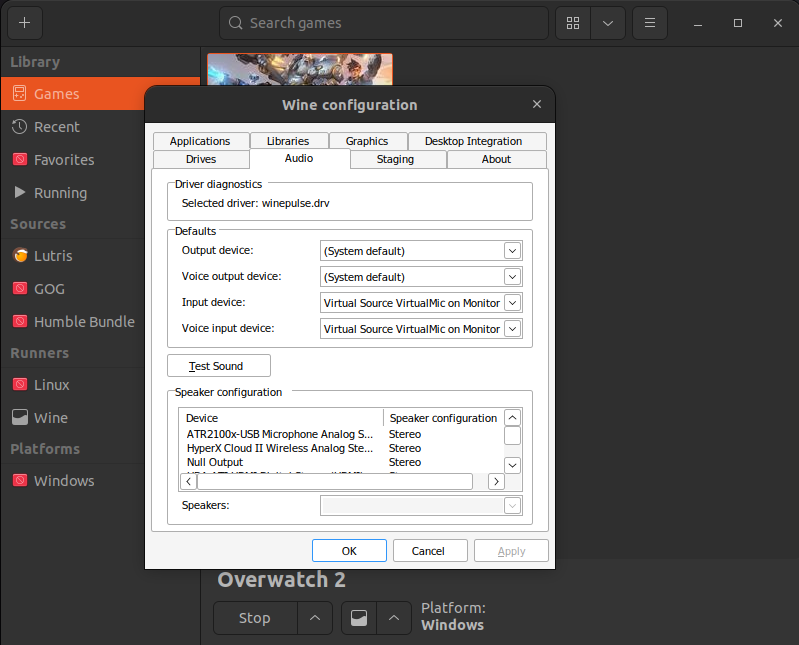 Search games
Library
Games
Recent
Favorites
Running
Sources
Lutris
GOG
Humble Bundle
Runners
Linux
Wine
Platforms
Windows
Wine configuration
Applications
Libraries
Graphics
Desktop Integration
Drives
Audio
Staging
About
Driver diagnostics
Selected driver: winepulse.drv
Defaults
Output device:
(System default)
Voice output device:
(System default)
Input device:
Virtual Source VirtualMic on Monitor
Voice input device:
Virtual Source VirtualMic on Monitor
Test Sound
Speaker configuration
Device
Speaker configuration
ATR2100x-USB Microphone Analog S...
Stereo
HyperX Cloud II Wireless Analog Ste...
Stereo
Null Output
Stereo
Speakers:
OK
Cancel
Apply
Overwatch 2
Stop
Platform:
Windows